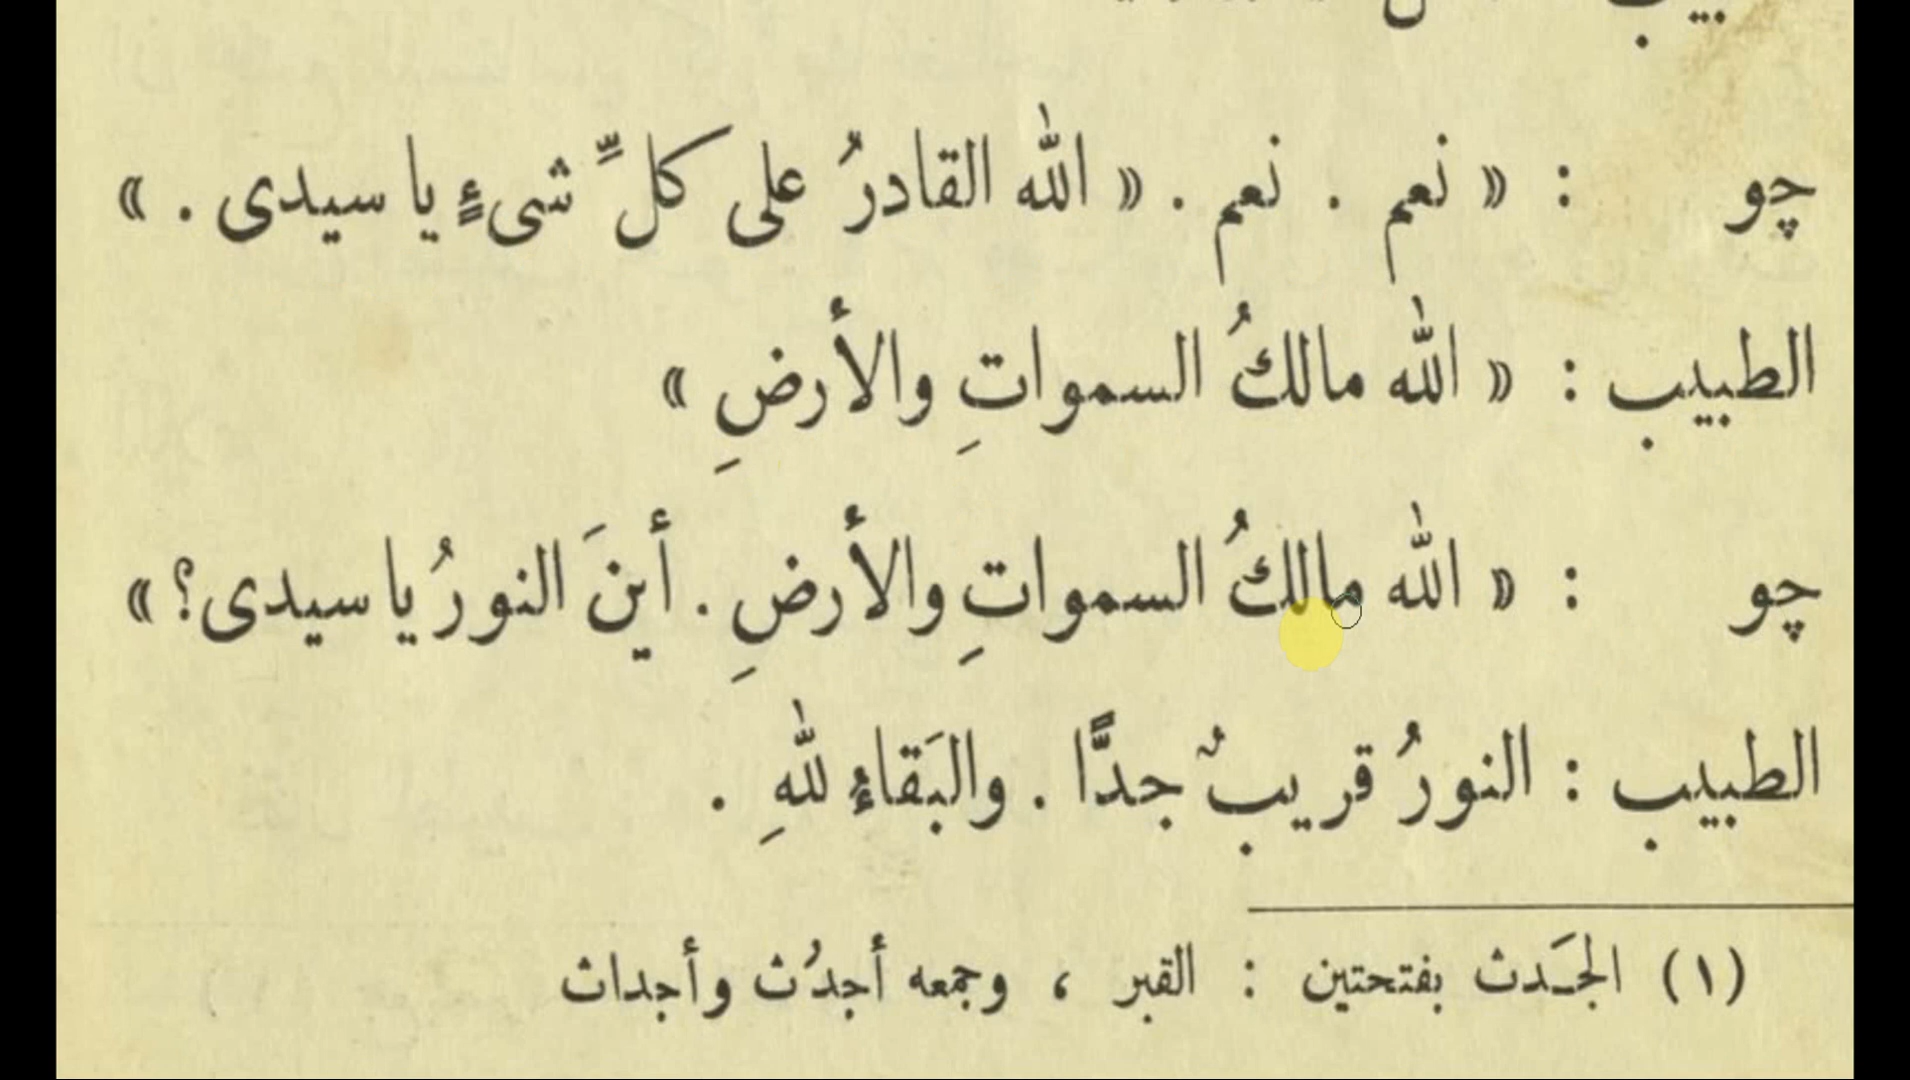 چو : « نعم . نعم . « الله القادرُ على كلِّ شىءٍ يا سيدى . »
الطبيب : « الله مالكُ السمواتِ والأرضِ »
چو : « الله مالكُ السمواتِ والأرضِ . أينَ النورُ يا سيدى؟ »
الطبيب : النورُ قريبٌ جدًّا . والبَقاءُ للهِ .
(١) الجَدث بفتحتين : القبر ، وجمعه أجدُث وأجداث